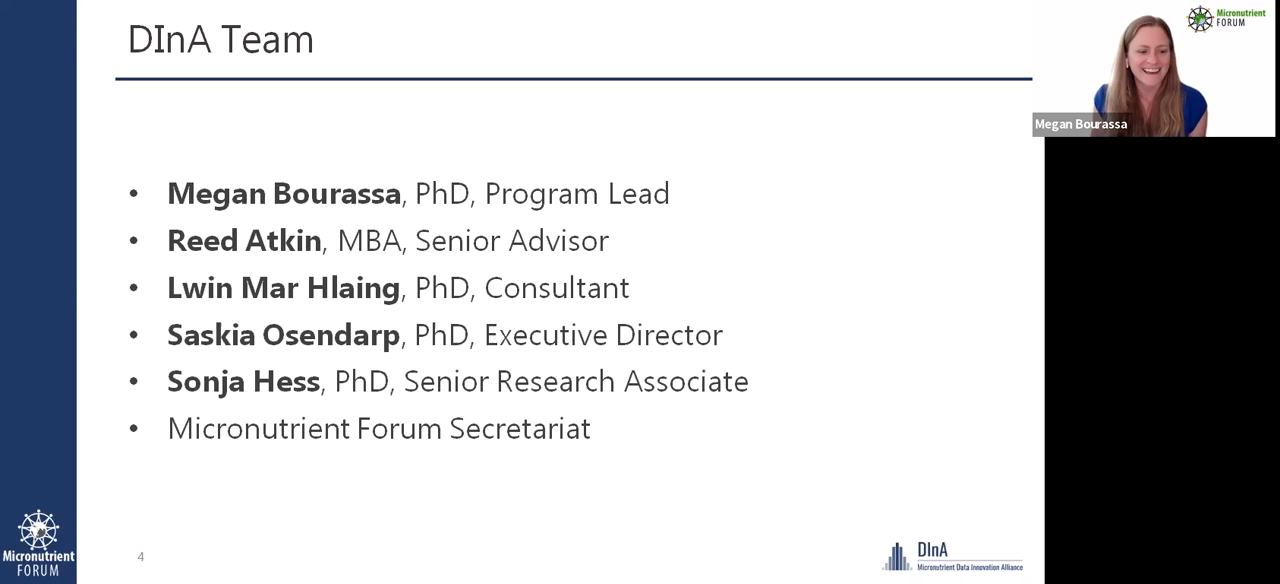 DInA Team
Micronutrient
FORUM
Megan Bourassa
• Megan Bourassa, PhD, Program Lead
• Reed Atkin, MBA, Senior Advisor
• Lwin Mar Hlaing, PhD, Consultant
• Saskia Osendarp, PhD, Executive Director
• Sonja Hess, PhD, Senior Research Associate
• Micronutrient Forum Secretariat
Micronutrient
FORUM
4
DInA
Micronutrient Data Innovation Alliance